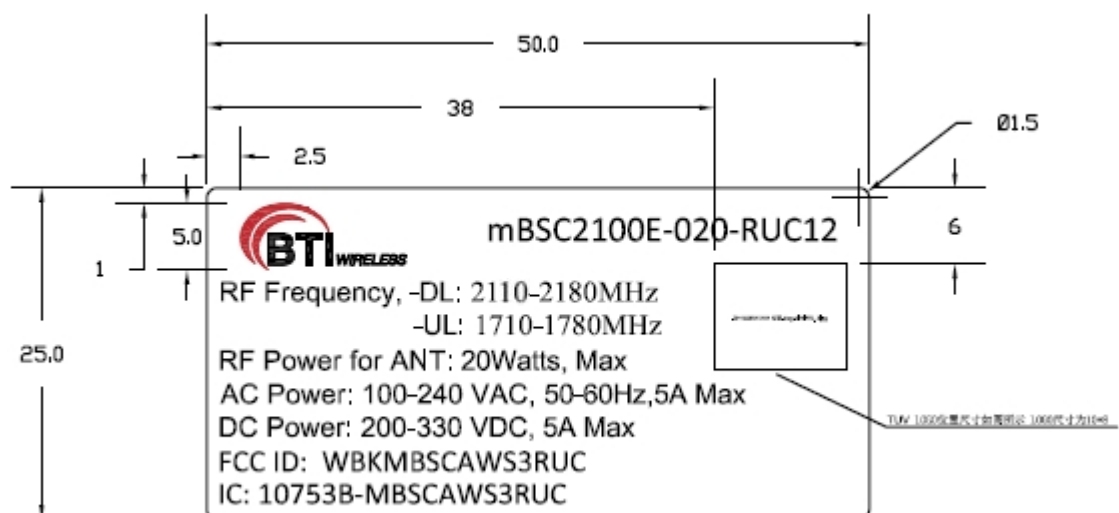 50.0
38
Ø1.5
2.5
mBSC2100E-020-RUC12
5.0
6
BTI WIRELESS
1
RF Frequency, -DL: 2110-2180MHz
-UL: 1710-1780MHz
25.0
RF Power for ANT: 20Watts, Max
AC Power: 100-240 VAC, 50-60Hz,5A Max
DC Power: 200-330 VDC, 5A Max
FCC ID: WBKMBSCAWS3RUC
IC: 10753B-MBSCAWS3RUC